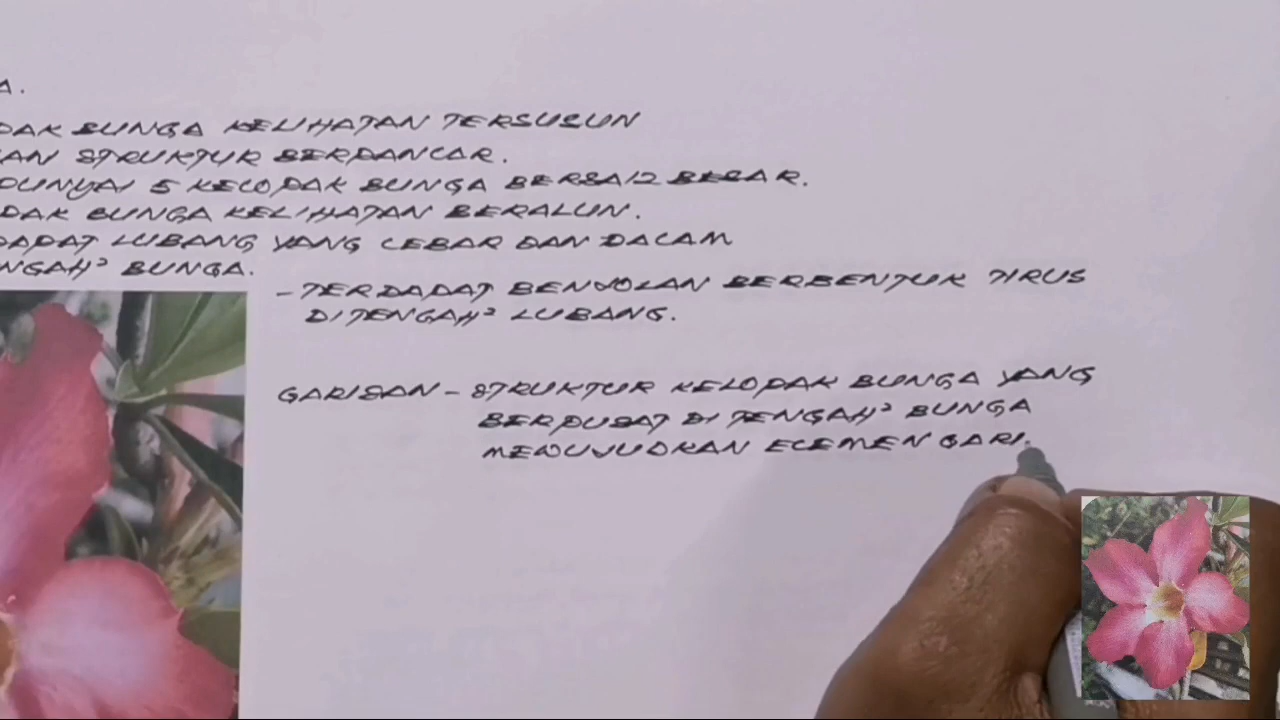 A.
DAK BUNGA KELIHATAN TERSUSUN
AN STRUKTUR BERPANCAR.
PUNYAI 5 KELOPAK BUNGA BERSAIZ BESAR.
PAK BUNGA KELIHATAN BERALUN.
DAPAT LUBANG YANG LEBAR DAN DALAM
NGAH² BUNGA.
- TERDAPAT BENJOLAN BERBENTUK TIRUS
DITENGAH² LUBANG.
GARISAN - STRUKTUR KELOPAK BUNGA YANG
BERPUSAT DI TENGAH² BUNGA
MEWUJUDKAN ELEMEN GARI